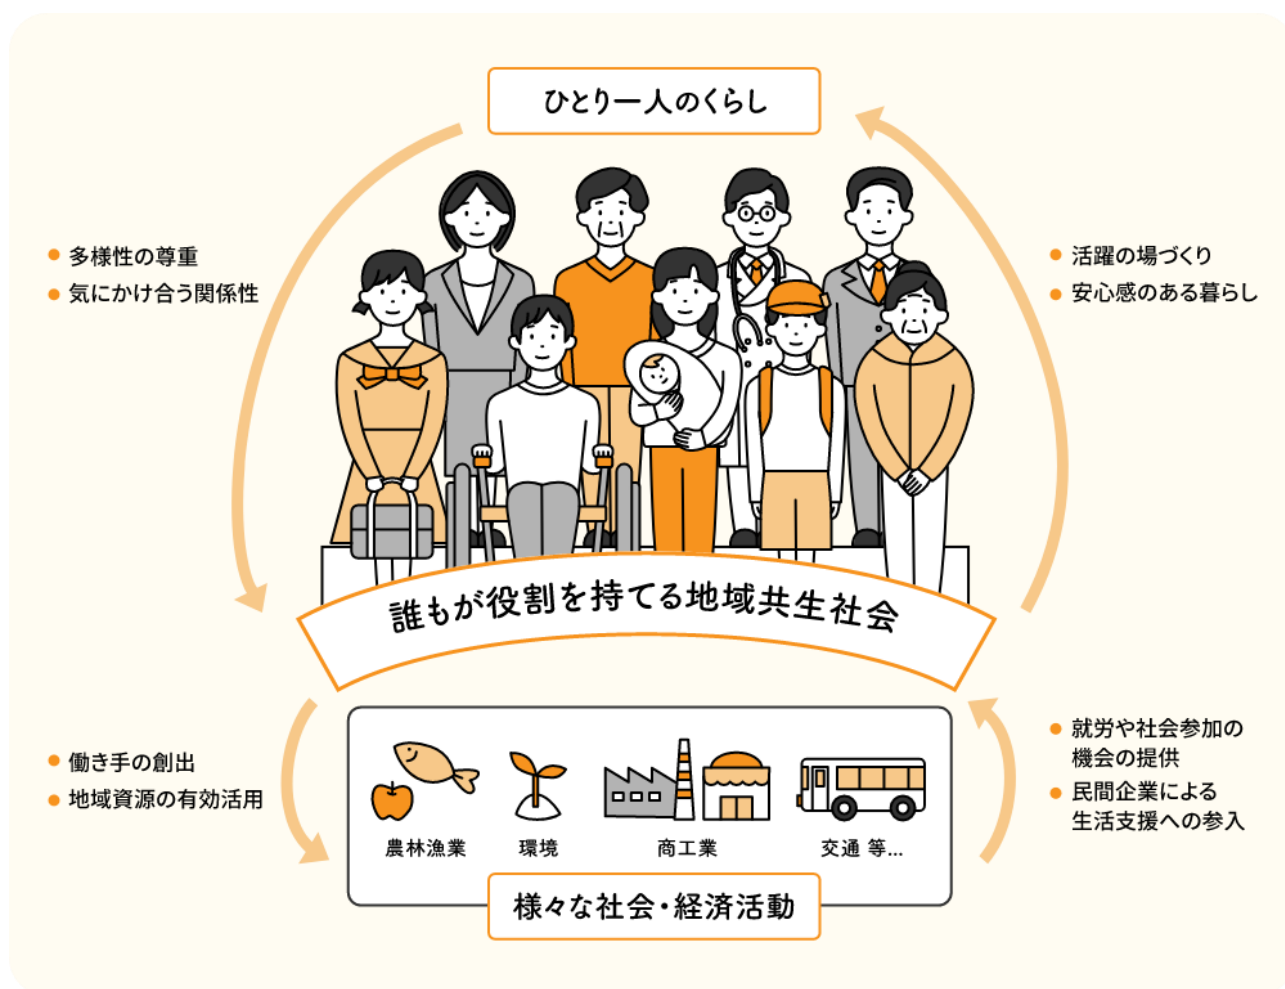 ひとり一人のくらし
多様性の尊重
気にかけ合う関係性
活躍の場づくり
安心感のある暮らし
誰もが役割を持てる地域共生社会
働き手の創出
地域資源の有効活用
就労や社会参加の
機会の提供
民間企業による
生活支援への参入
農林漁業
環境
商工業
交通 等...
様々な社会・経済活動